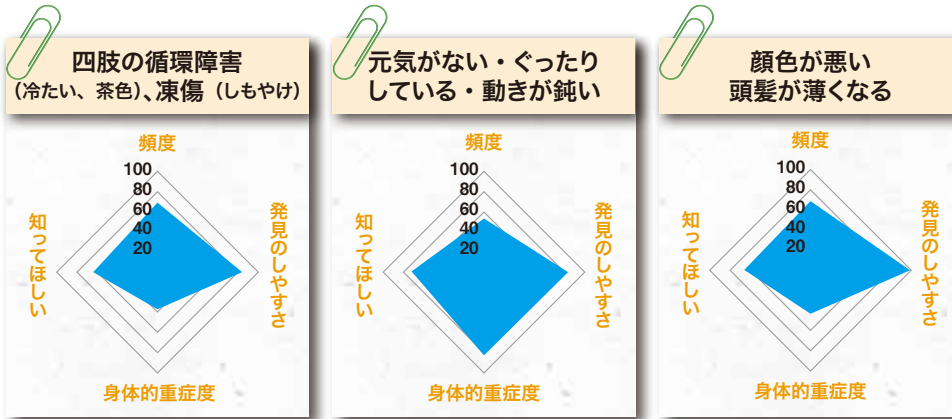 四肢の循環障害
(冷たい、茶色)、凍傷（しもやけ）
頻度
100
80
60
40
20
知ってほしい
発見のしやすさ
身体的重症度
元気がない・ぐったり
している・動きが鈍い
頻度
100
80
60
40
20
知ってほしい
発見のしやすさ
身体的重症度
顔色が悪い
頭髪が薄くなる
頻度
100
80
60
40
20
知ってほしい
発見のしやすさ
身体的重症度